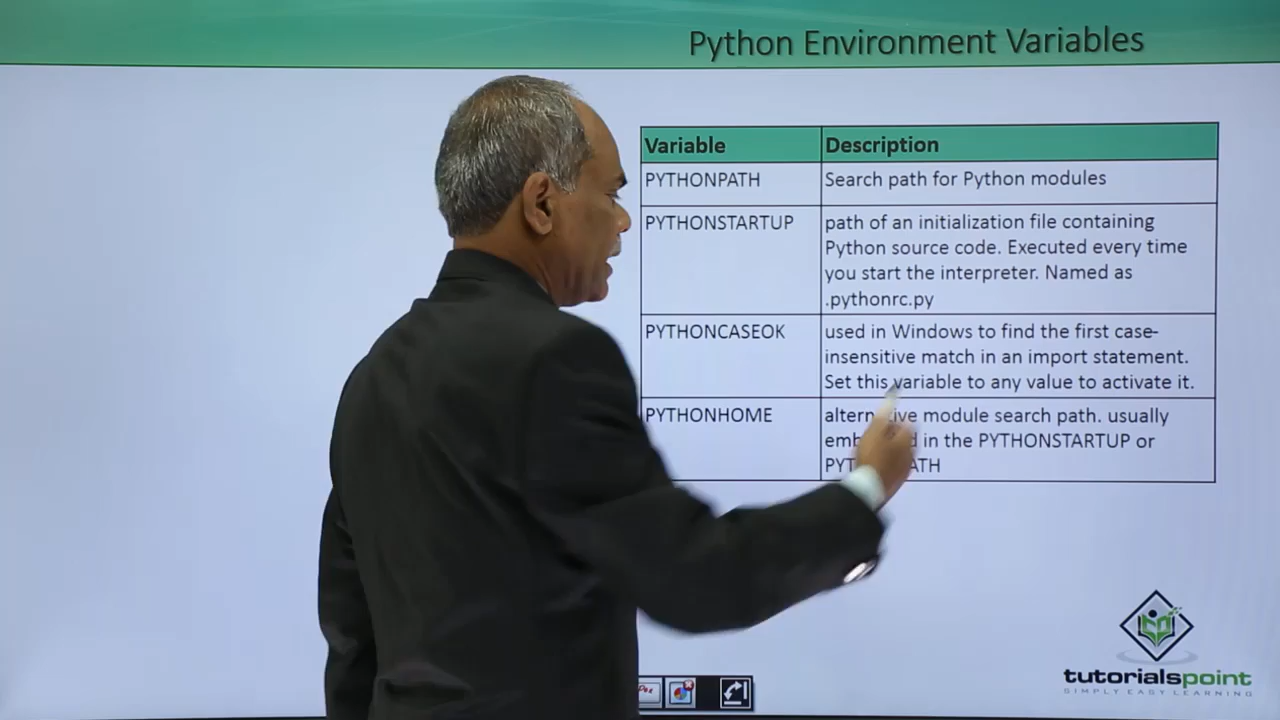 Python Environment Variables
Variable Description
PYTHONPATH Search path for Python modules
PYTHONSTARTUP path of an initialization file containing
Python source code. Executed every time
you start the interpreter. Named as
.pythonrc.py
PYTHONCASEOK used in Windows to find the first case-
insensitive match in an import statement.
Set this variable to any value to activate it.
PYTHONHOME alternative module search path. usually
in the PYTHONSTARTUP or
tutorialspoint
SIMPLY EASY LEARNING